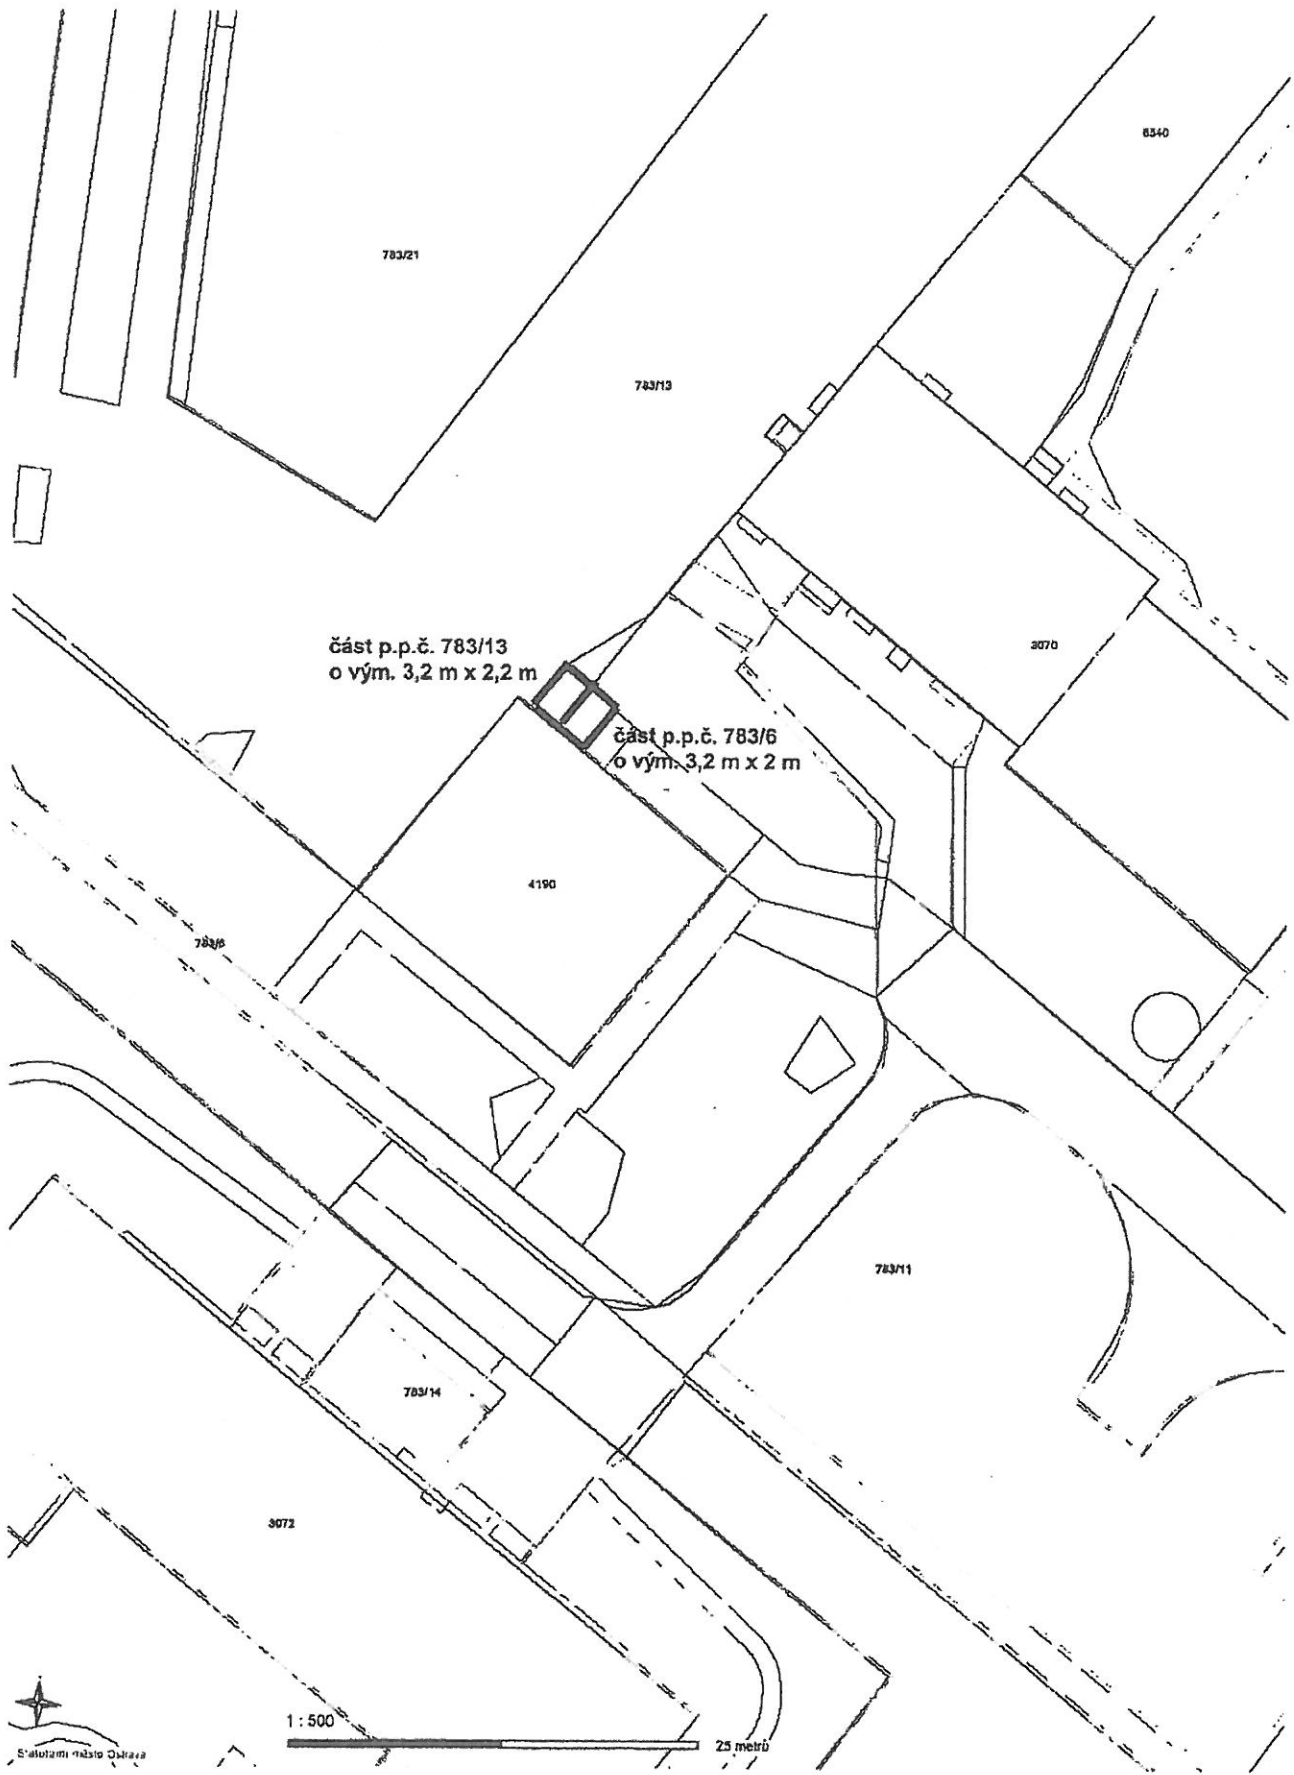 6340
783/21
783/13
část p.p.č. 783/13
o vým. 3,2 m x 2,2 m
3070
část p.p.č. 783/6
o vým. 3,2 m x 2 m
4190
783/6
783/11
783/14
3072
1 : 500
25 metrů
Statutární město Ostrava